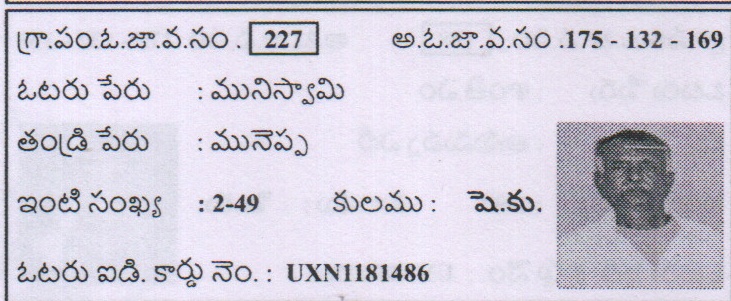 గ్రా.పం.ఓ.జా.వ.సం. 227 అ.ఓ.జా.వ.సం .175 - 132 - 169
ఓటరు పేరు : మునిస్వామి
తండ్రి పేరు : మునెప్ప
ఇంటి సంఖ్య : 2-49 కులము : షె.కు.
ఓటరు ఐడి. కార్డు నెం. : UXN1181486